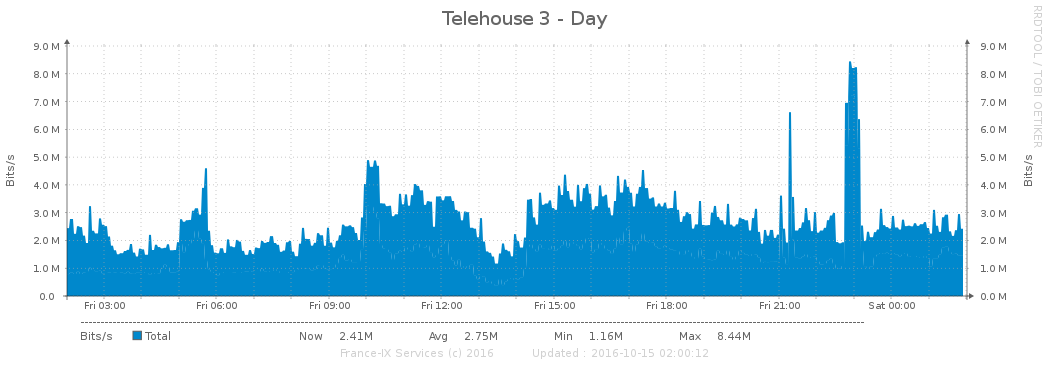 Telehouse 3 - Day
RRDTOOL / TOBI OETIKER
Bits/s
9.0 M 9.0 M
8.0 M 8.0 M
7.0 M 7.0 M
6.0 M 6.0 M
5.0 M 5.0 M
4.0 M 4.0 M
3.0 M 3.0 M
2.0 M 2.0 M
1.0 M 1.0 M
0.0 0.0 M
Bits/s
Fri 03:00 Fri 06:00 Fri 09:00 Fri 12:00 Fri 15:00 Fri 18:00 Fri 21:00 Sat 00:00
Bits/s Total Now 2.41M Avg 2.75M Min 1.16M Max 8.44M
France-IX Services (c) 2016 Updated : 2016-10-15 02:00:12